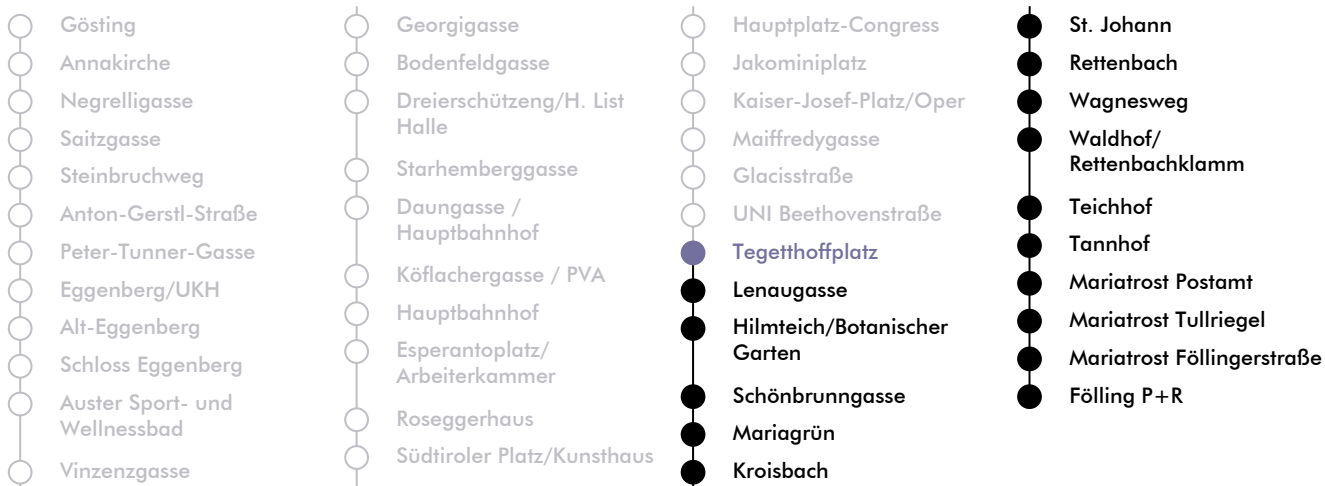 Gösting
Annakirche
Negrelligasse
Saitzgasse
Steinbruchweg
Anton-Gerstl-Straße
Peter-Tunner-Gasse
Eggenberg/UKH
Alt-Eggenberg
Schloss Eggenberg
Auster Sport- und
Wellnessbad
Vinzenzgasse
Georgigasse
Bodenfeldgasse
Dreierschützeng/H. List
Halle
Starhemberggasse
Daungasse /
Hauptbahnhof
Köflachergasse / PVA
Hauptbahnhof
Esperantoplatz/
Arbeiterkammer
Roseggerhaus
Südtiroler Platz/Kunsthaus
Hauptplatz-Congress
Jakominiplatz
Kaiser-Josef-Platz/Oper
Maiffredygasse
Glacisstraße
UNI Beethovenstraße
Tegetthoffplatz
Lenaugasse
Hilmteich/Botanischer
Garten
Schönbrunngasse
Mariagrün
Kroisbach
St. Johann
Rettenbach
Wagnesweg
Waldhof/
Rettenbachklamm
Teichhof
Tannhof
Mariatrost Postamt
Mariatrost Tullriegel
Mariatrost Föllingerstraße
Fölling P+R